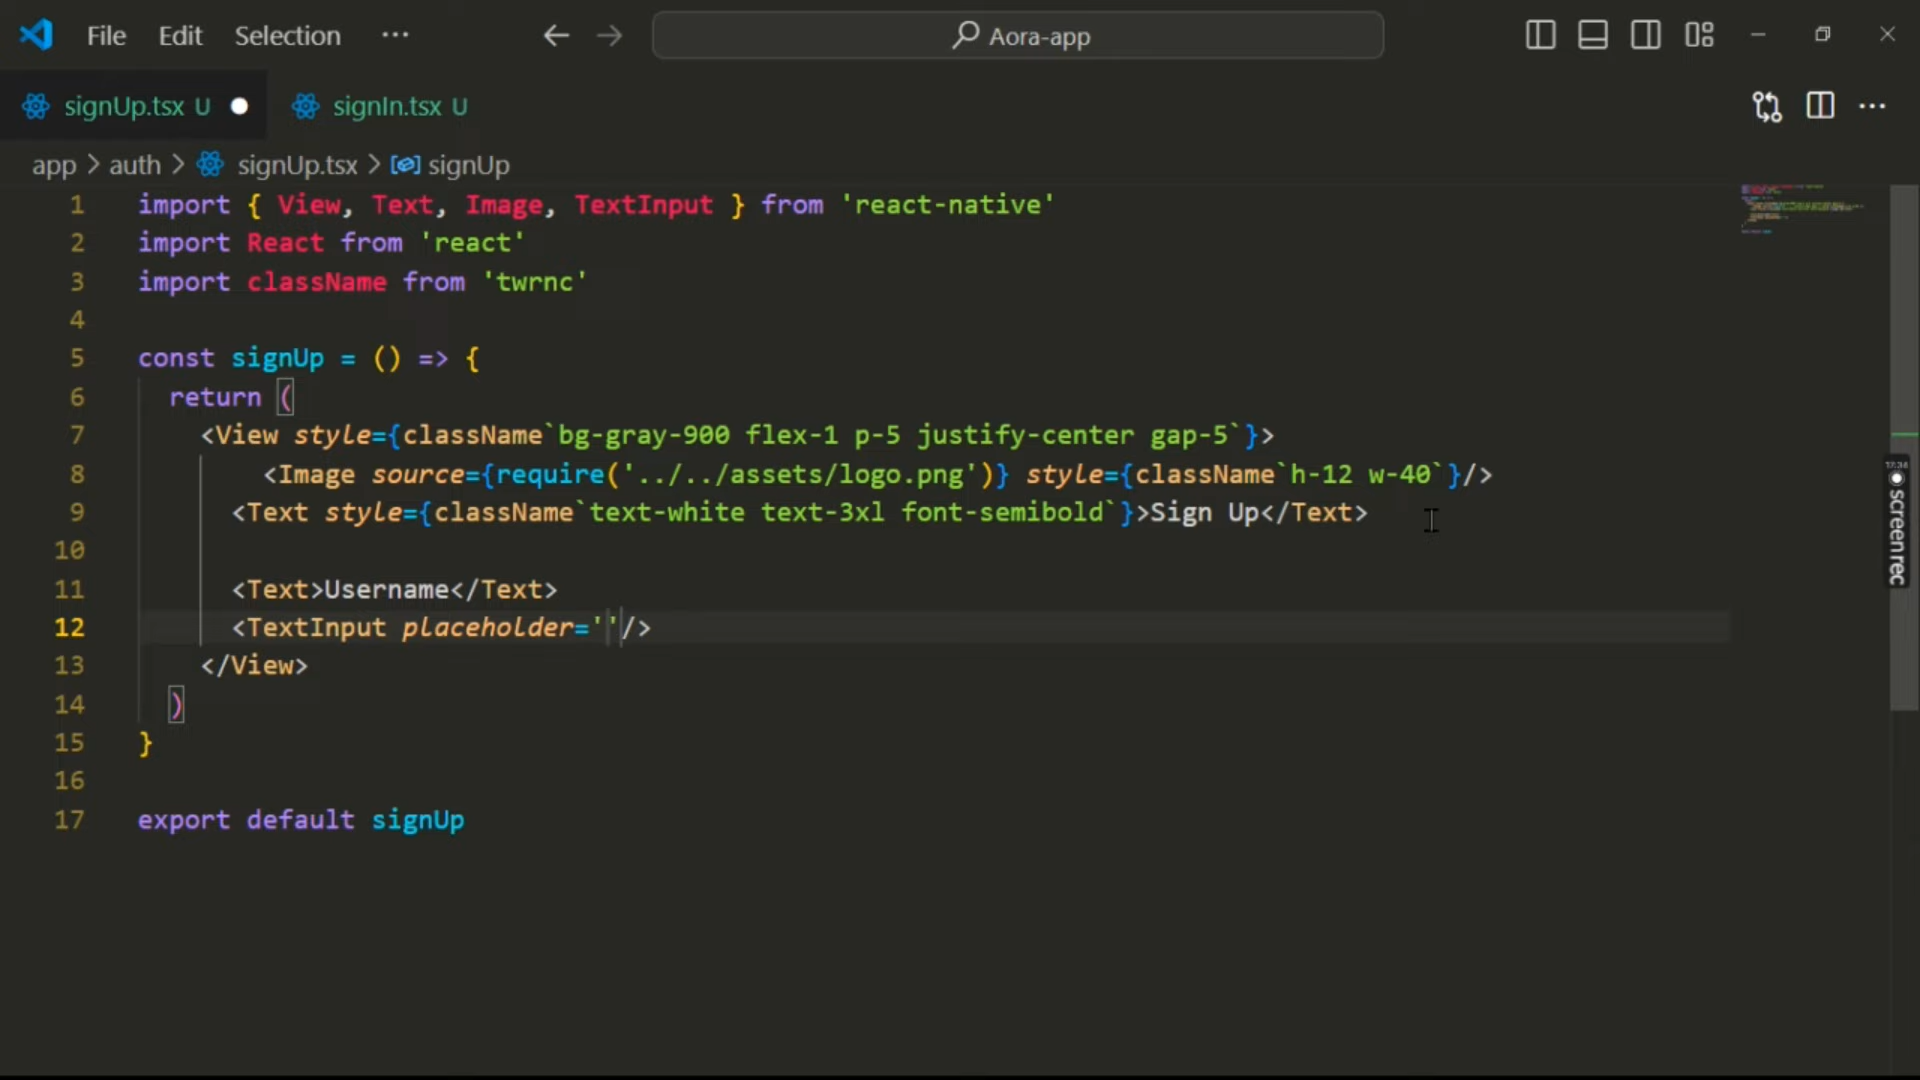 File Edit Selection ··· Aora-app
signUp.tsx U signIn.tsx U ···
app > auth > signUp.tsx > signUp
1 import { View, Text, Image, TextInput } from 'react-native'
2 import React from 'react'
3 import className from 'twrnc'
4
5 const signUp = () => {
6 return (
7 <View style={className`bg-gray-900 flex-1 p-5 justify-center gap-5`}>
8 <Image source={require('../../assets/logo.png')} style={className`h-12 w-40`}/>
9 <Text style={className`text-white text-3xl font-semibold`}>Sign Up</Text>
10
11 <Text>Username</Text>
12 <TextInput placeholder=''/>
13 </View>
14 )
15 }
16
17 export default signUp
17:34
screenrec